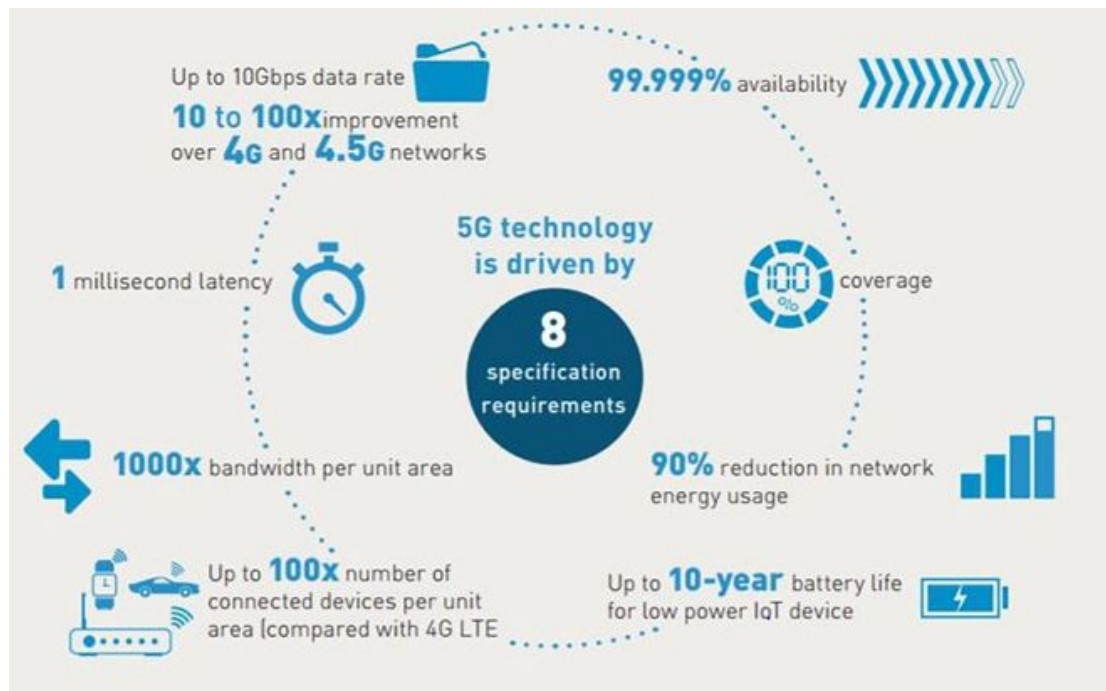 Up to 10Gbps data rate
10 to 100x improvement
over 4G and 4.5G networks
99.999% availability
5G technology
is driven by
8
specification
requirements
1 millisecond latency
100
%
coverage
1000x bandwidth per unit area
90% reduction in network
energy usage
Up to 100x number of
connected devices per unit
area (compared with 4G LTE
Up to 10-year battery life
for low power IoT device